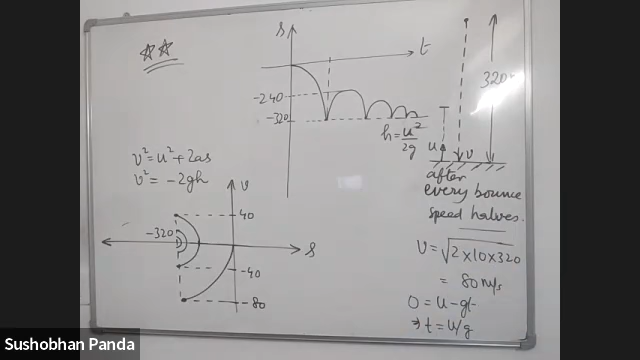 ☆☆
s
t
-240
-320
320
h = u²/2g
u
v
after
every bounce
speed halves.
v² = u² + 2as
v² = -2gh
v
40
-320
s
-40
-80
v = √2×10×320
= 80 m/s
0 = u - gt
⇒ t = u/g
Sushobhan Panda